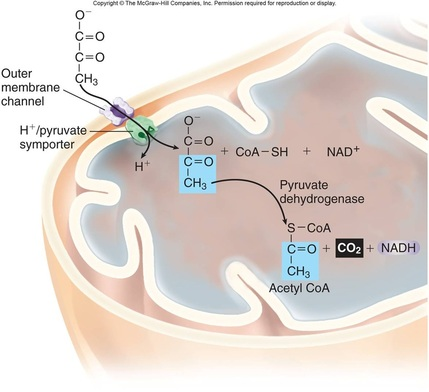 Copyright © The McGraw-Hill Companies, Inc. Permission required for reproduction or display.
O⁻
C=O
C=O
CH₃
Outer
membrane
channel
H⁺/pyruvate
symporter
H⁺
O⁻
C=O
C=O
CH₃
+ CoA–SH + NAD⁺
Pyruvate
dehydrogenase
S–CoA
C=O + CO₂ + NADH
CH₃
Acetyl CoA